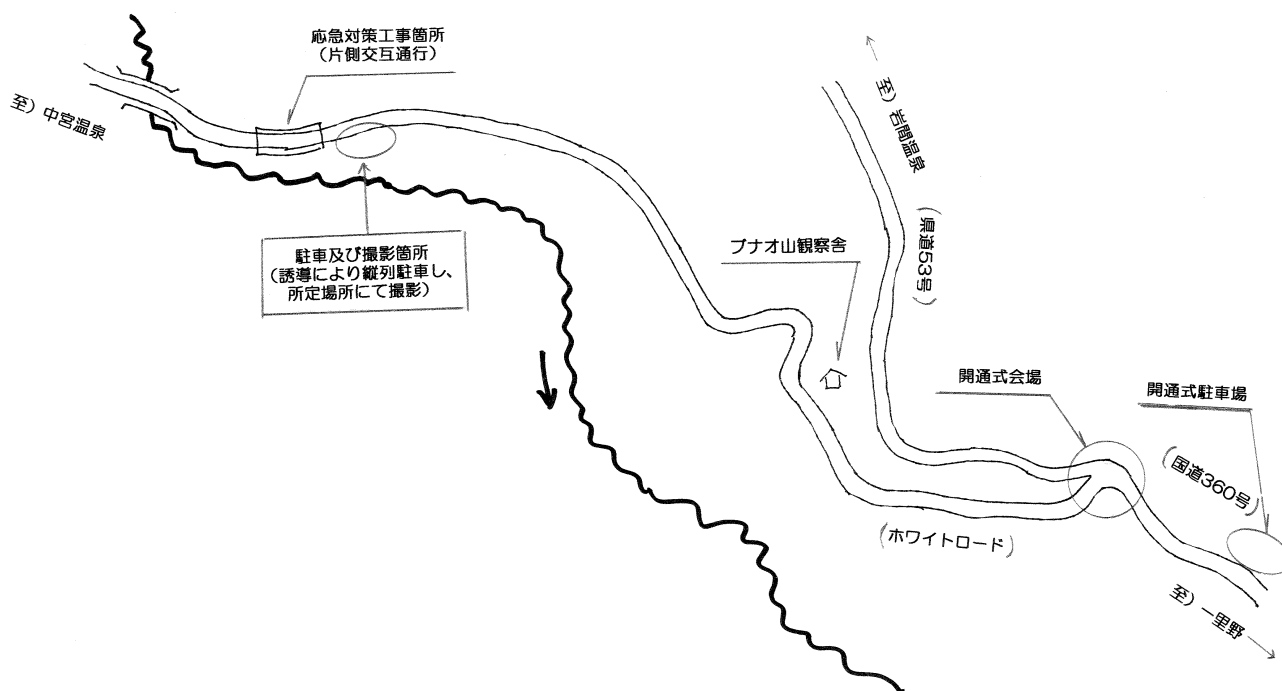 応急対策工事箇所
(片側交互通行)
至) 中宮温泉
至) 岩間温泉
(県道53号)
駐車及び撮影箇所
(誘導により縦列駐車し、
所定場所にて撮影)
ブナオ山観察舎
開通式会場
開通式駐車場
(国道360号)
(ホワイトロード)
至) 一里野